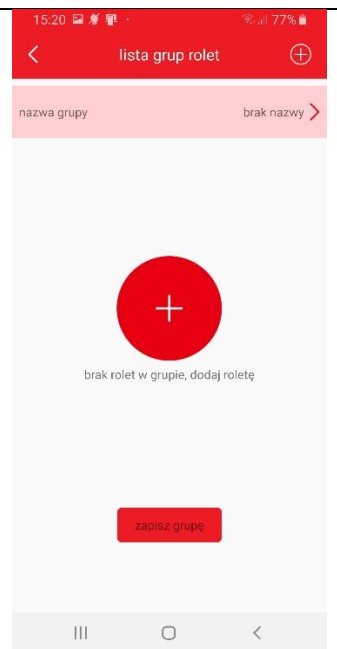 15:20 77%
lista grup rolet
nazwa grupy brak nazwy
brak rolet w grupie, dodaj roletę
zapisz grupę